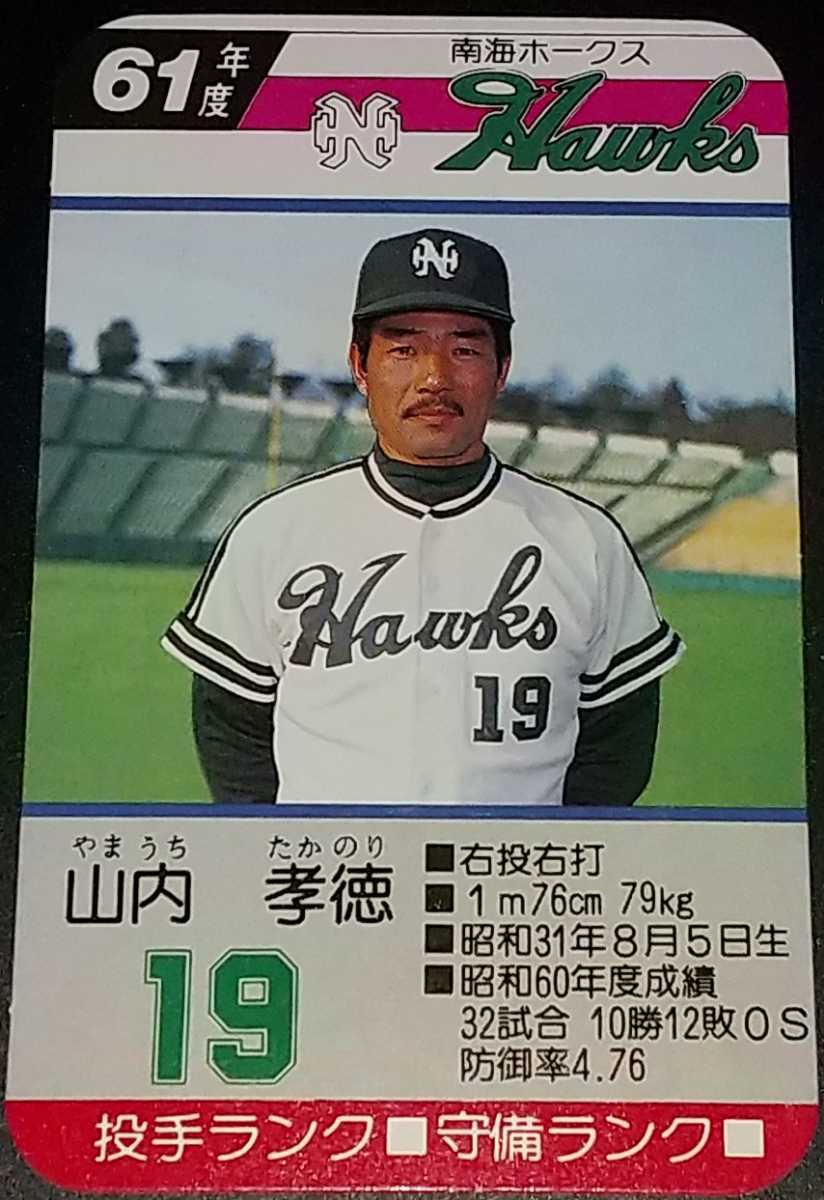 61年度
南海ホークス
NH
Hawks
NH
Hawks
19
やまうち たかのり
山内 孝徳
19
■右投右打
■1m76cm 79kg
■昭和31年8月5日生
■昭和60年度成績
32試合 10勝12敗0S
防御率4.76
投手ランク■守備ランク■